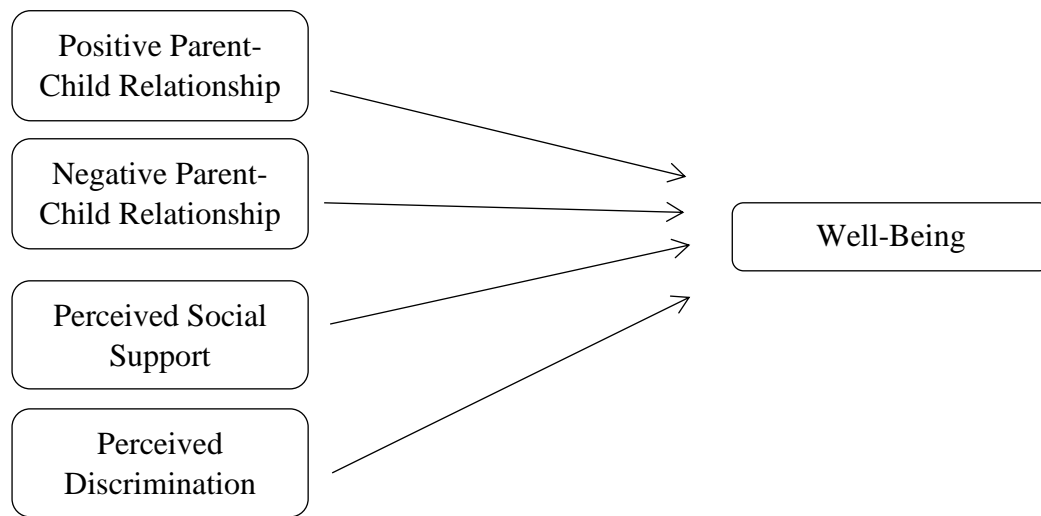 Positive Parent-
Child Relationship
Negative Parent-
Child Relationship
Well-Being
Perceived Social
Support
Perceived
Discrimination